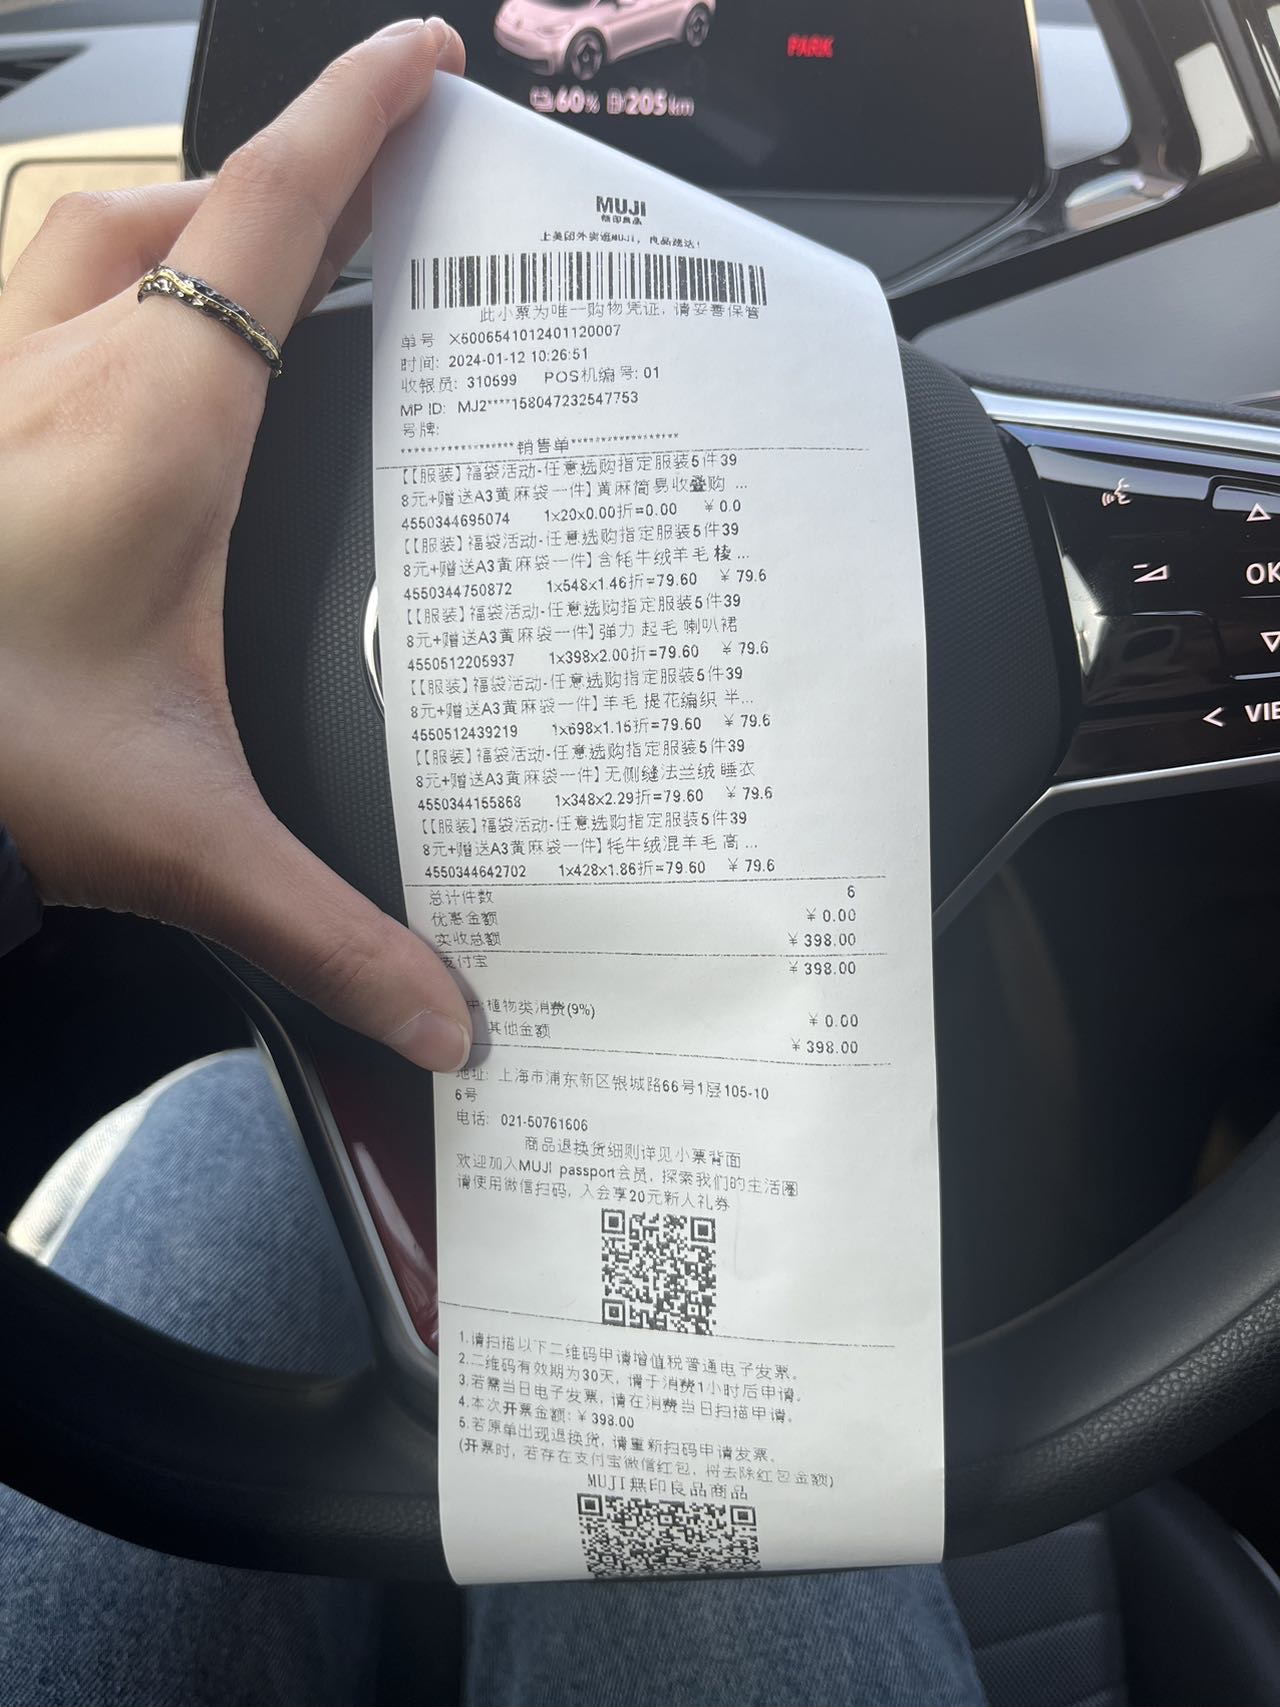 PARK
60% 205km
MUJI
無印良品
上美团外卖逛MUJI，良品速达！
此小票为唯一购物凭证，请妥善保管
单号 X5006541012401120007
时间: 2024-01-12 10:26:51
收银员: 310599 POS机编号: 01
MP ID: MJ2****158047232547753
号牌:
******************销售单******************
【[服装】福袋活动-任意选购指定服装5件39
8元+赠送A3黄麻袋一件】黄麻简易收叠购 ...
4550344695074 1x20x0.00折=0.00 ￥0.0
【[服装】福袋活动-任意选购指定服装5件39
8元+赠送A3黄麻袋一件】含牦牛绒羊毛 棱 ...
4550344750872 1x548x1.46折=79.60 ￥79.6
【[服装】福袋活动-任意选购指定服装5件39
8元+赠送A3黄麻袋一件】弹力 起毛 喇叭裙
4550512205937 1x398x2.00折=79.60 ￥79.6
【[服装】福袋活动-任意选购指定服装5件39
8元+赠送A3黄麻袋一件】羊毛 提花编织 半...
4550512439219 1x698x1.15折=79.60 ￥79.6
【[服装】福袋活动-任意选购指定服装5件39
8元+赠送A3黄麻袋一件】无侧缝法兰绒 睡衣
4550344155868 1x348x2.29折=79.60 ￥79.6
【[服装】福袋活动-任意选购指定服装5件39
8元+赠送A3黄麻袋一件】牦牛绒混羊毛 高 ...
4550344642702 1x428x1.86折=79.60 ￥79.6
总计件数 6
优惠金额 ￥0.00
实收总额 ￥398.00
支付宝 ￥398.00
中:植物类消费(9%) ￥0.00
其他金额 ￥398.00
地址: 上海市浦东新区银城路66号1层105-10
6号
电话: 021-50761606
商品退换货细则详见小票背面
欢迎加入MUJI passport会员，探索我们的生活圈
请使用微信扫码，入会享20元新人礼券
1.请扫描以下二维码申请增值税普通电子发票。
2.二维码有效期为30天，请于消费1小时后申请。
3.若需当日电子发票，请在消费当日扫描申请。
4.本次开票金额: ￥398.00
5.若原单出现退换货，请重新扫码申请发票。
(开票时，若存在支付宝微信红包，将去除红包金额)
MUJI無印良品商品
OK
< VIE